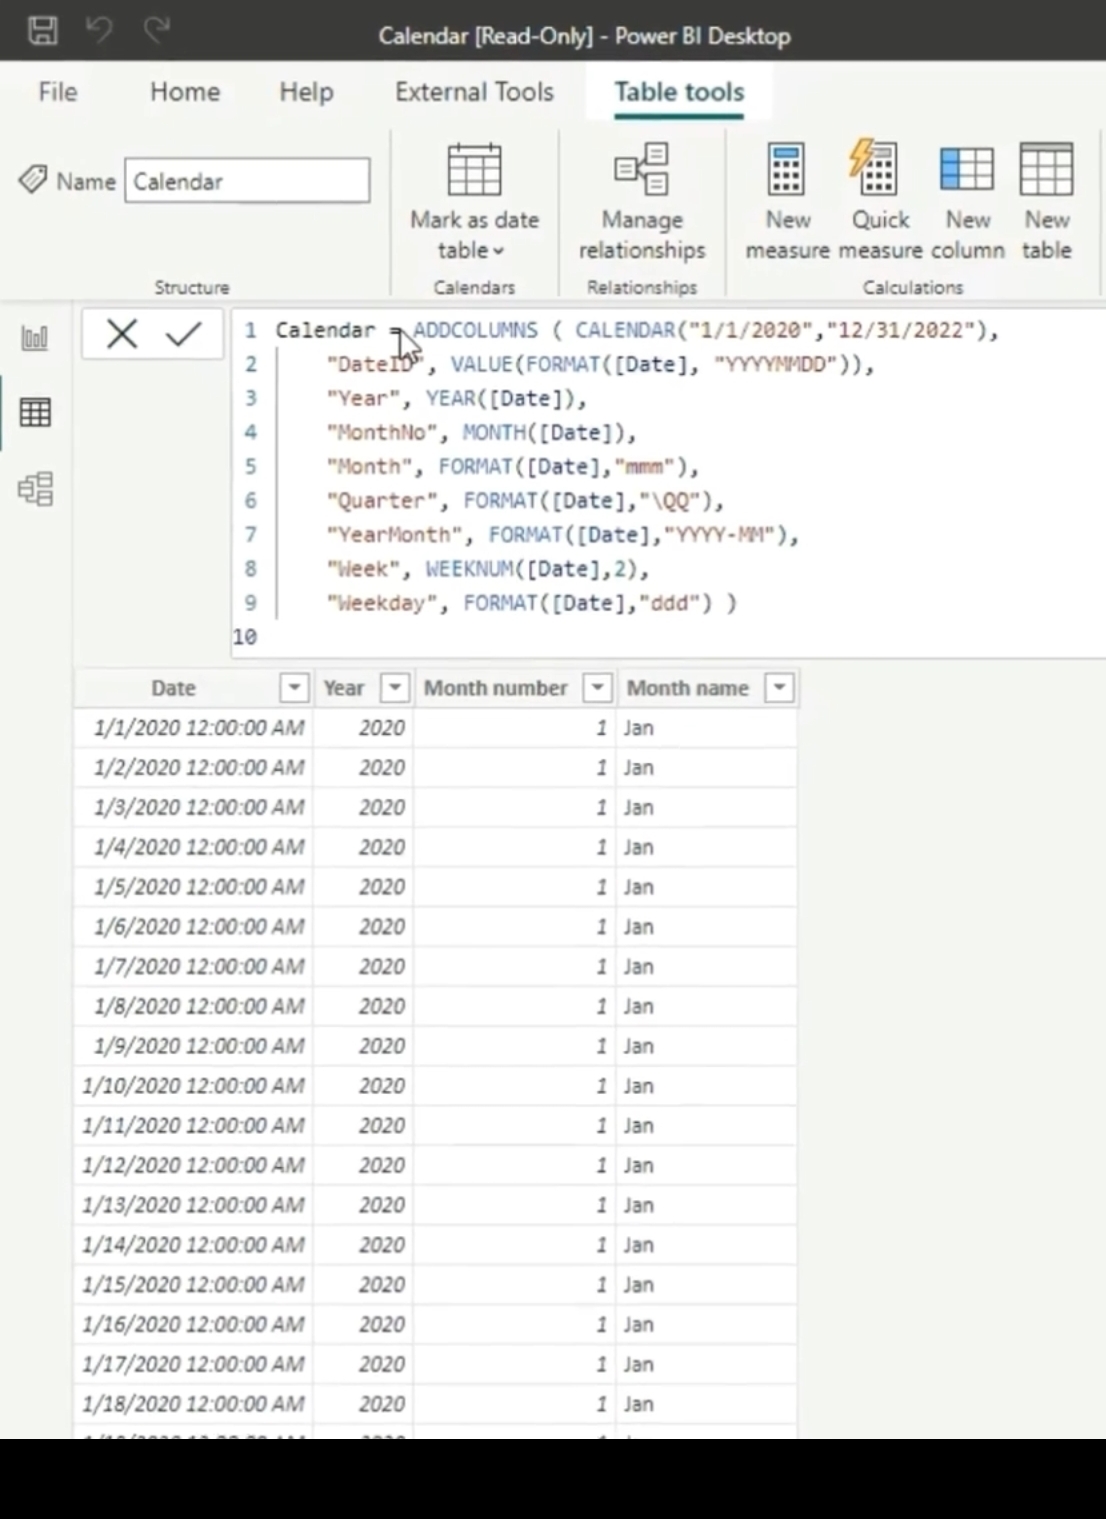 Calendar [Read-Only] - Power BI Desktop
File Home Help External Tools Table tools
Name Calendar
Mark as date table
Manage relationships
New measure
Quick measure
New column
New table
Structure Calendars Relationships Calculations
1 Calendar = ADDCOLUMNS ( CALENDAR("1/1/2020","12/31/2022"),
2 "DateID", VALUE(FORMAT([Date], "YYYYMMDD")),
3 "Year", YEAR([Date]),
4 "MonthNo", MONTH([Date]),
5 "Month", FORMAT([Date],"mmm"),
6 "Quarter", FORMAT([Date],"\QQ"),
7 "YearMonth", FORMAT([Date],"YYYY-MM"),
8 "Week", WEEKNUM([Date],2),
9 "Weekday", FORMAT([Date],"ddd") )
10
Date Year Month number Month name
1/1/2020 12:00:00 AM 2020 1 Jan
1/2/2020 12:00:00 AM 2020 1 Jan
1/3/2020 12:00:00 AM 2020 1 Jan
1/4/2020 12:00:00 AM 2020 1 Jan
1/5/2020 12:00:00 AM 2020 1 Jan
1/6/2020 12:00:00 AM 2020 1 Jan
1/7/2020 12:00:00 AM 2020 1 Jan
1/8/2020 12:00:00 AM 2020 1 Jan
1/9/2020 12:00:00 AM 2020 1 Jan
1/10/2020 12:00:00 AM 2020 1 Jan
1/11/2020 12:00:00 AM 2020 1 Jan
1/12/2020 12:00:00 AM 2020 1 Jan
1/13/2020 12:00:00 AM 2020 1 Jan
1/14/2020 12:00:00 AM 2020 1 Jan
1/15/2020 12:00:00 AM 2020 1 Jan
1/16/2020 12:00:00 AM 2020 1 Jan
1/17/2020 12:00:00 AM 2020 1 Jan
1/18/2020 12:00:00 AM 2020 1 Jan